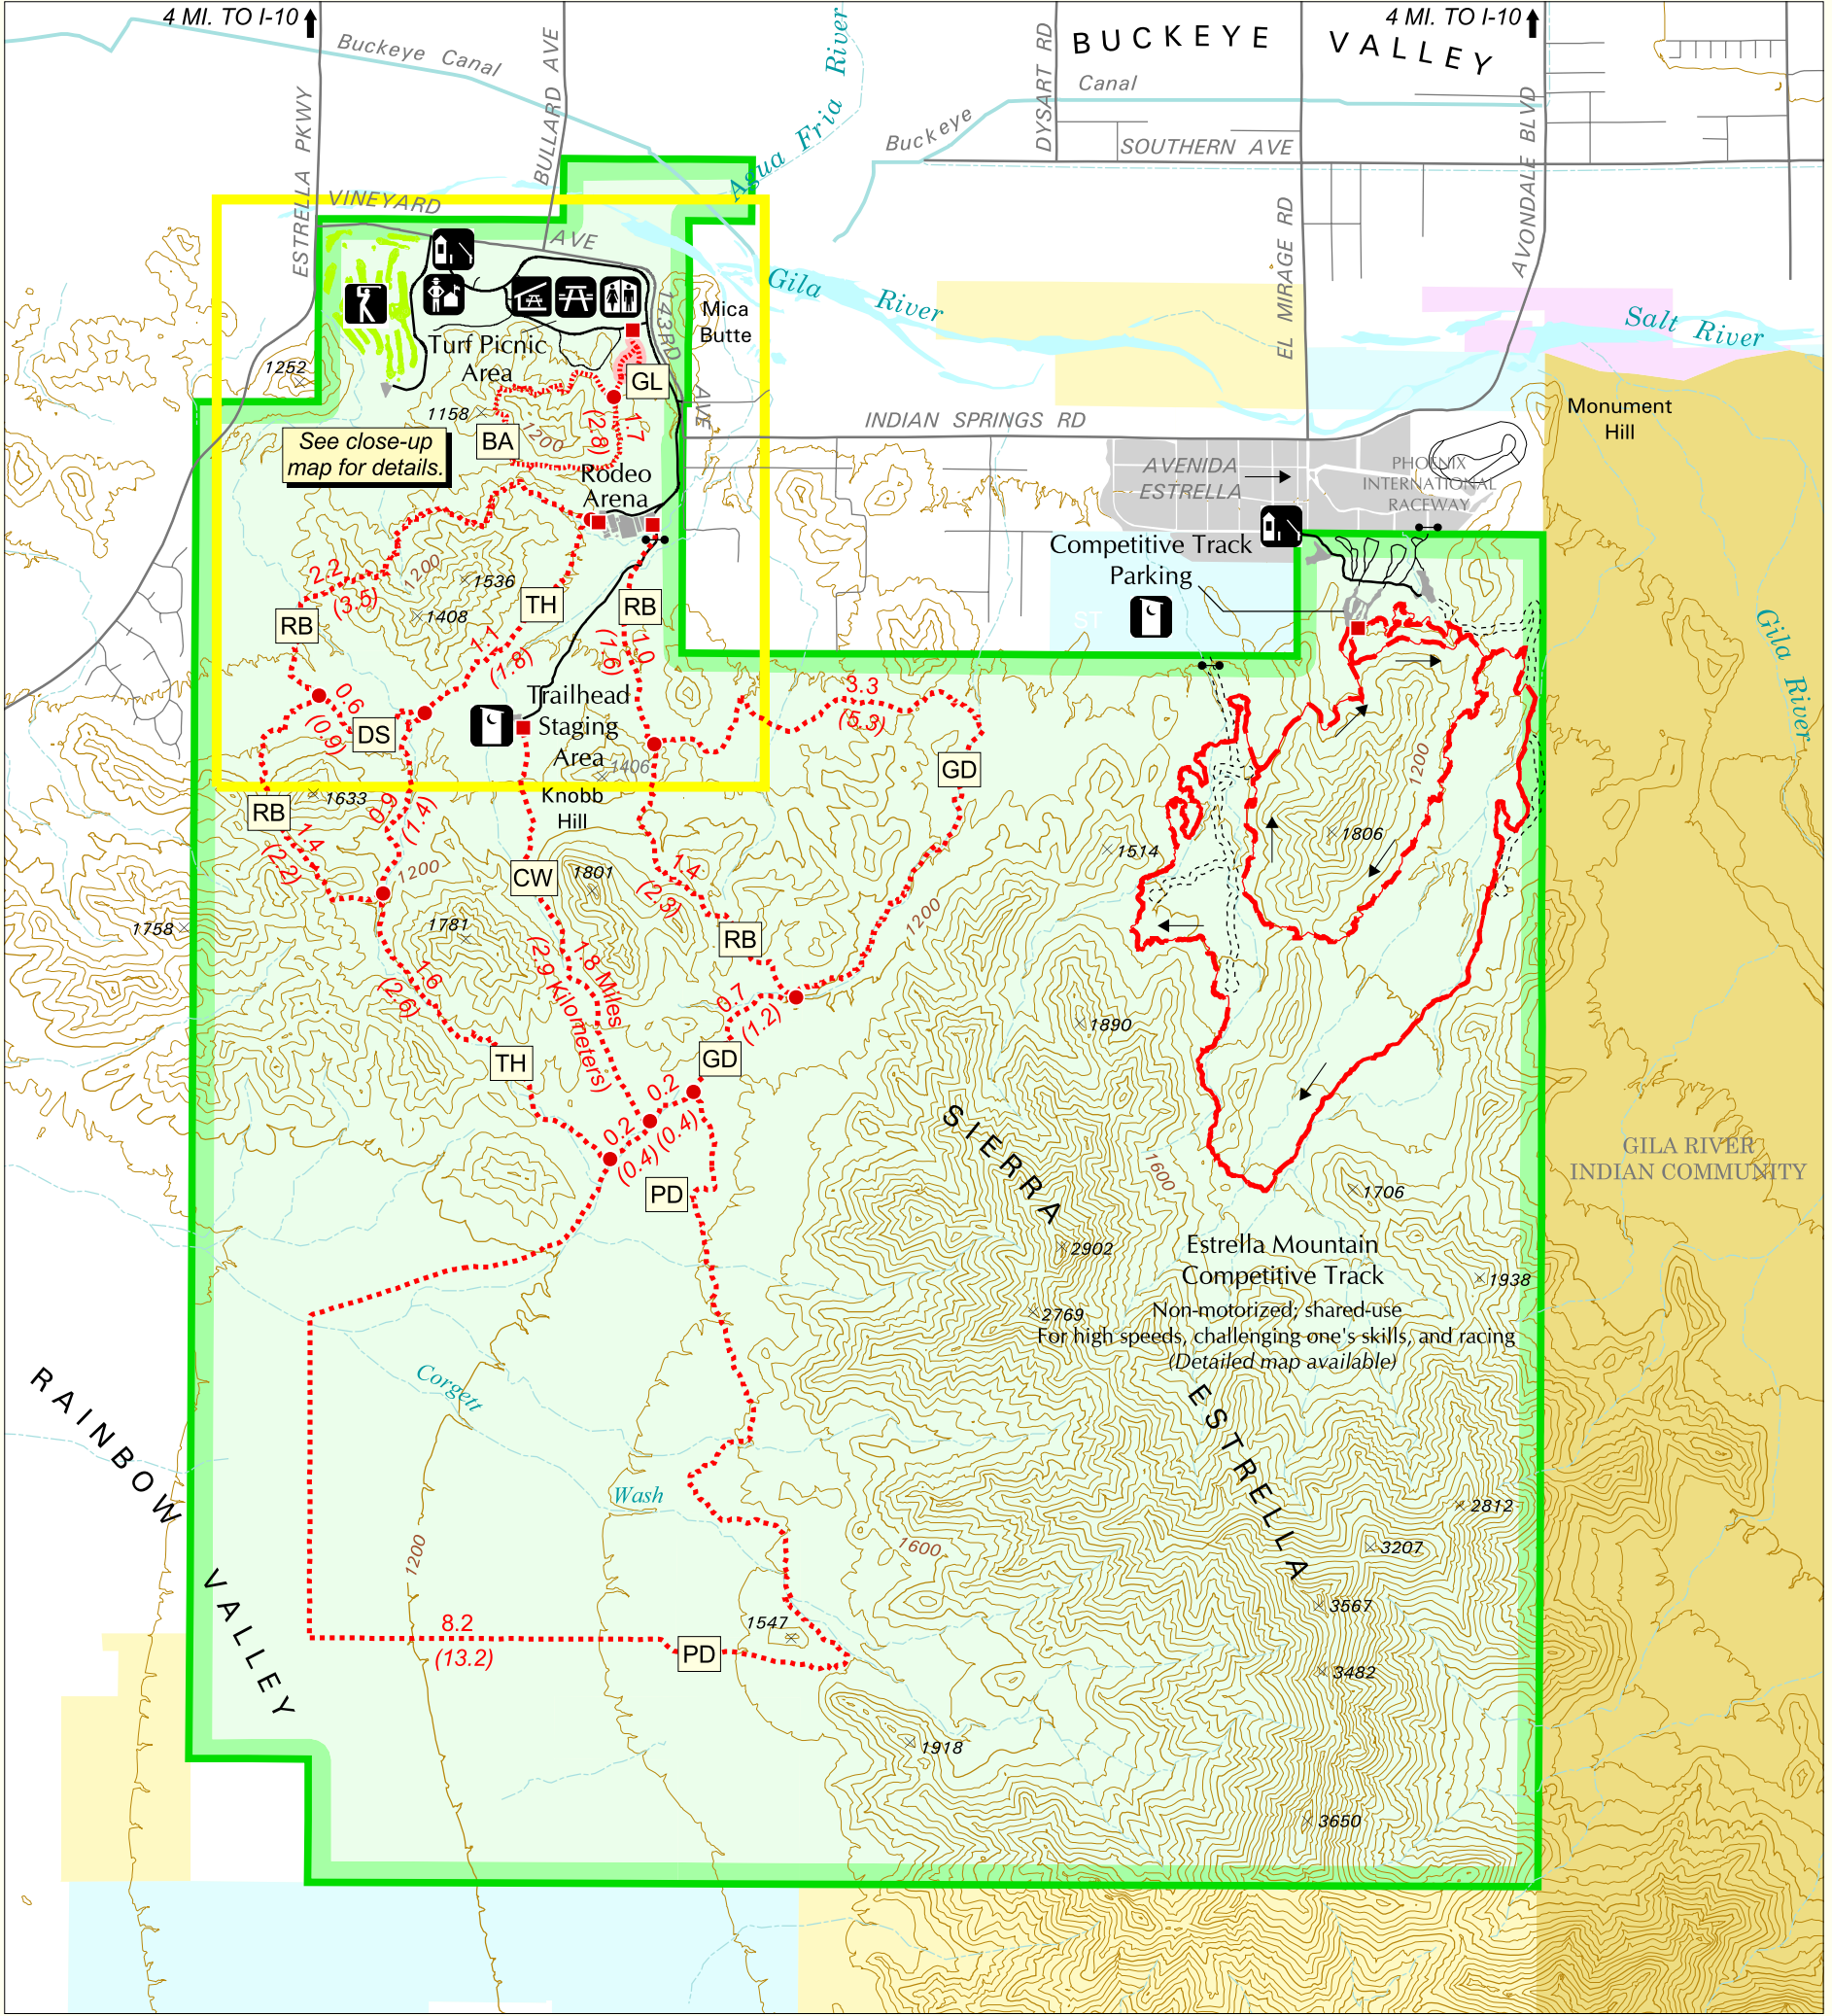 4 MI. TO I-10
4 MI. TO I-10
BUCKEYE VALLEY
Buckeye Canal
BULLARD AVE
Agua Fria River
DYSART RD
Canal
Buckeye
SOUTHERN AVE
ESTRELLA PKWY
AVONDALE BLVD
VINEYARD
AVE
EL MIRAGE RD
Gila River
Mica
Butte
143RD
AVE
Salt River
Turf Picnic
Area
1252
GL
1158
1200
BA
1.7
(2.8)
See close-up
map for details.
INDIAN SPRINGS RD
Monument
Hill
AVENIDA
ESTRELLA
PHOENIX
INTERNATIONAL
RACEWAY
Rodeo
Arena
Competitive Track
Parking
ST
2.2
(3.5)
1200
1536
1408
TH
RB
RB
1.1
(1.8)
1.0
(1.6)
Gila River
0.6
(0.9)
DS
Trailhead
Staging
Area
1406
3.3
(5.3)
GD
1200
Knobb
Hill
1633
RB
0.9
(1.4)
1.4
(2.2)
1200
CW
1801
1.4
(2.3)
1514
1806
1758
1781
RB
1200
1.6
(2.6)
1.8 Miles
(2.9 Kilometers)
0.7
(1.2)
1890
TH
GD
0.2
(0.4)
0.2
(0.4)
PD
SIERRA
1600
1706
GILA RIVER
INDIAN COMMUNITY
2902
Estrella Mountain
Competitive Track
1938
2769
Non-motorized; shared-use
For high speeds, challenging one's skills, and racing
(Detailed map available)
Corgett
Wash
RAINBOW
VALLEY
ESTRELLA
2812
1200
1600
3207
3567
1547
8.2
(13.2)
PD
3482
1918
3650